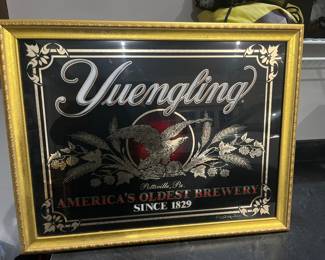 Yuengling
Pottsville, Pa.
AMERICA'S OLDEST BREWERY
SINCE 1829